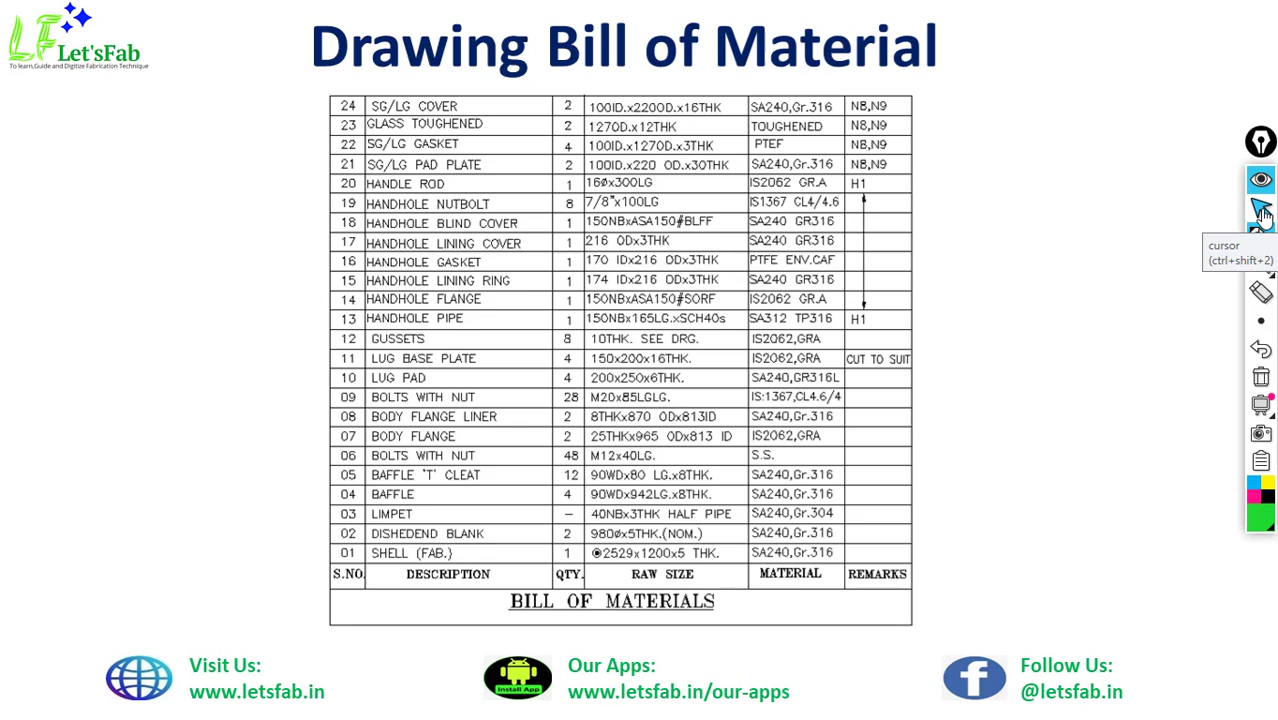 LF Let'sFab
To learn,Guide and Digitize Fabrication Technique
Drawing Bill of Material
24 SG/LG COVER 2 100ID.x220OD.x16THK SA240,Gr.316 N8,N9
23 GLASS TOUGHENED 2 127OD.x12THK TOUGHENED N8,N9
22 SG/LG GASKET 4 100ID.x127OD.x3THK PTEF N8,N9
21 SG/LG PAD PLATE 2 100ID.x220 OD.x30THK SA240,Gr.316 N8,N9
20 HANDLE ROD 1 16øx300LG IS2062 GR.A H1
19 HANDHOLE NUTBOLT 8 7/8"x100LG IS1367 CL4/4.6
18 HANDHOLE BLIND COVER 1 150NBxASA150#BLFF SA240 GR316
17 HANDHOLE LINING COVER 1 216 ODx3THK SA240 GR316
16 HANDHOLE GASKET 1 170 IDx216 ODx3THK PTFE ENV.CAF
15 HANDHOLE LINING RING 1 174 IDx216 ODx3THK SA240 GR316
14 HANDHOLE FLANGE 1 150NBxASA150#SORF IS2062 GR.A
13 HANDHOLE PIPE 1 150NBx165LG.xSCH40s SA312 TP316 H1
12 GUSSETS 8 10THK. SEE DRG. IS2062,GRA
11 LUG BASE PLATE 4 150x200x16THK. IS2062,GRA CUT TO SUIT
10 LUG PAD 4 200x250x6THK. SA240,GR316L
09 BOLTS WITH NUT 28 M20x85LGLG. IS:1367,CL4.6/4
08 BODY FLANGE LINER 2 8THKx870 ODx813ID SA240,Gr.316
07 BODY FLANGE 2 25THKx965 ODx813 ID IS2062,GRA
06 BOLTS WITH NUT 48 M12x40LG. S.S.
05 BAFFLE 'T' CLEAT 12 90WDx80 LG.x8THK. SA240,Gr.316
04 BAFFLE 4 90WDx942LG.x8THK. SA240,Gr.316
03 LIMPET – 40NBx3THK HALF PIPE SA240,Gr.304
02 DISHEDEND BLANK 2 980øx5THK.(NOM.) SA240,Gr.316
01 SHELL (FAB.) 1 2529x1200x5 THK. SA240,Gr.316
S.NO. DESCRIPTION QTY. RAW SIZE MATERIAL REMARKS
BILL OF MATERIALS
cursor
(ctrl+shift+2)
Visit Us:
www.letsfab.in
Install App
Our Apps:
www.letsfab.in/our-apps
f
Follow Us:
@letsfab.in